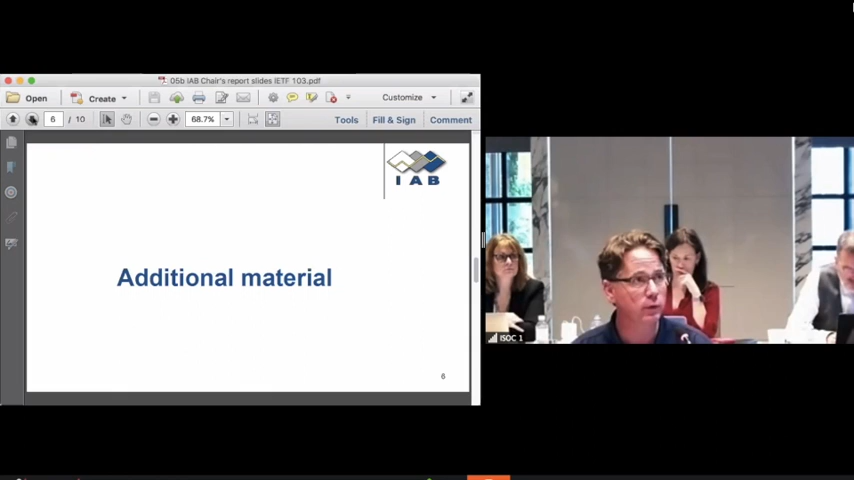 05b IAB Chair's report slides IETF 103.pdf
Open Create Customize
6 / 10 68.7% Tools Fill & Sign Comment
IAB
Additional material
6
ISOC 1